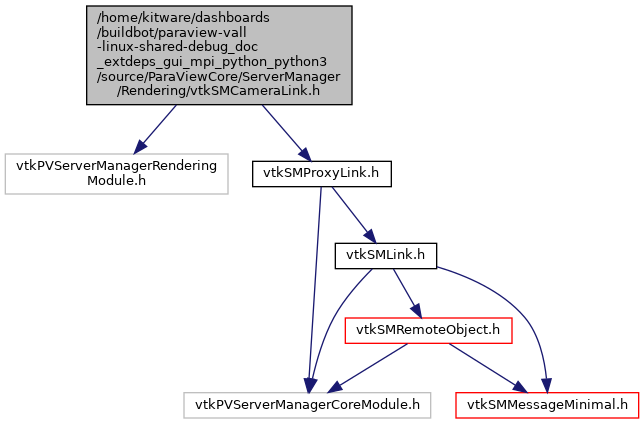 /home/kitware/dashboards
/buildbot/paraview-vall
-linux-shared-debug_doc
_extdeps_gui_mpi_python_python3
/source/ParaViewCore/ServerManager
/Rendering/vtkSMCameraLink.h
vtkPVServerManagerRendering
Module.h
vtkSMProxyLink.h
vtkSMLink.h
vtkSMRemoteObject.h
vtkPVServerManagerCoreModule.h
vtkSMMessageMinimal.h